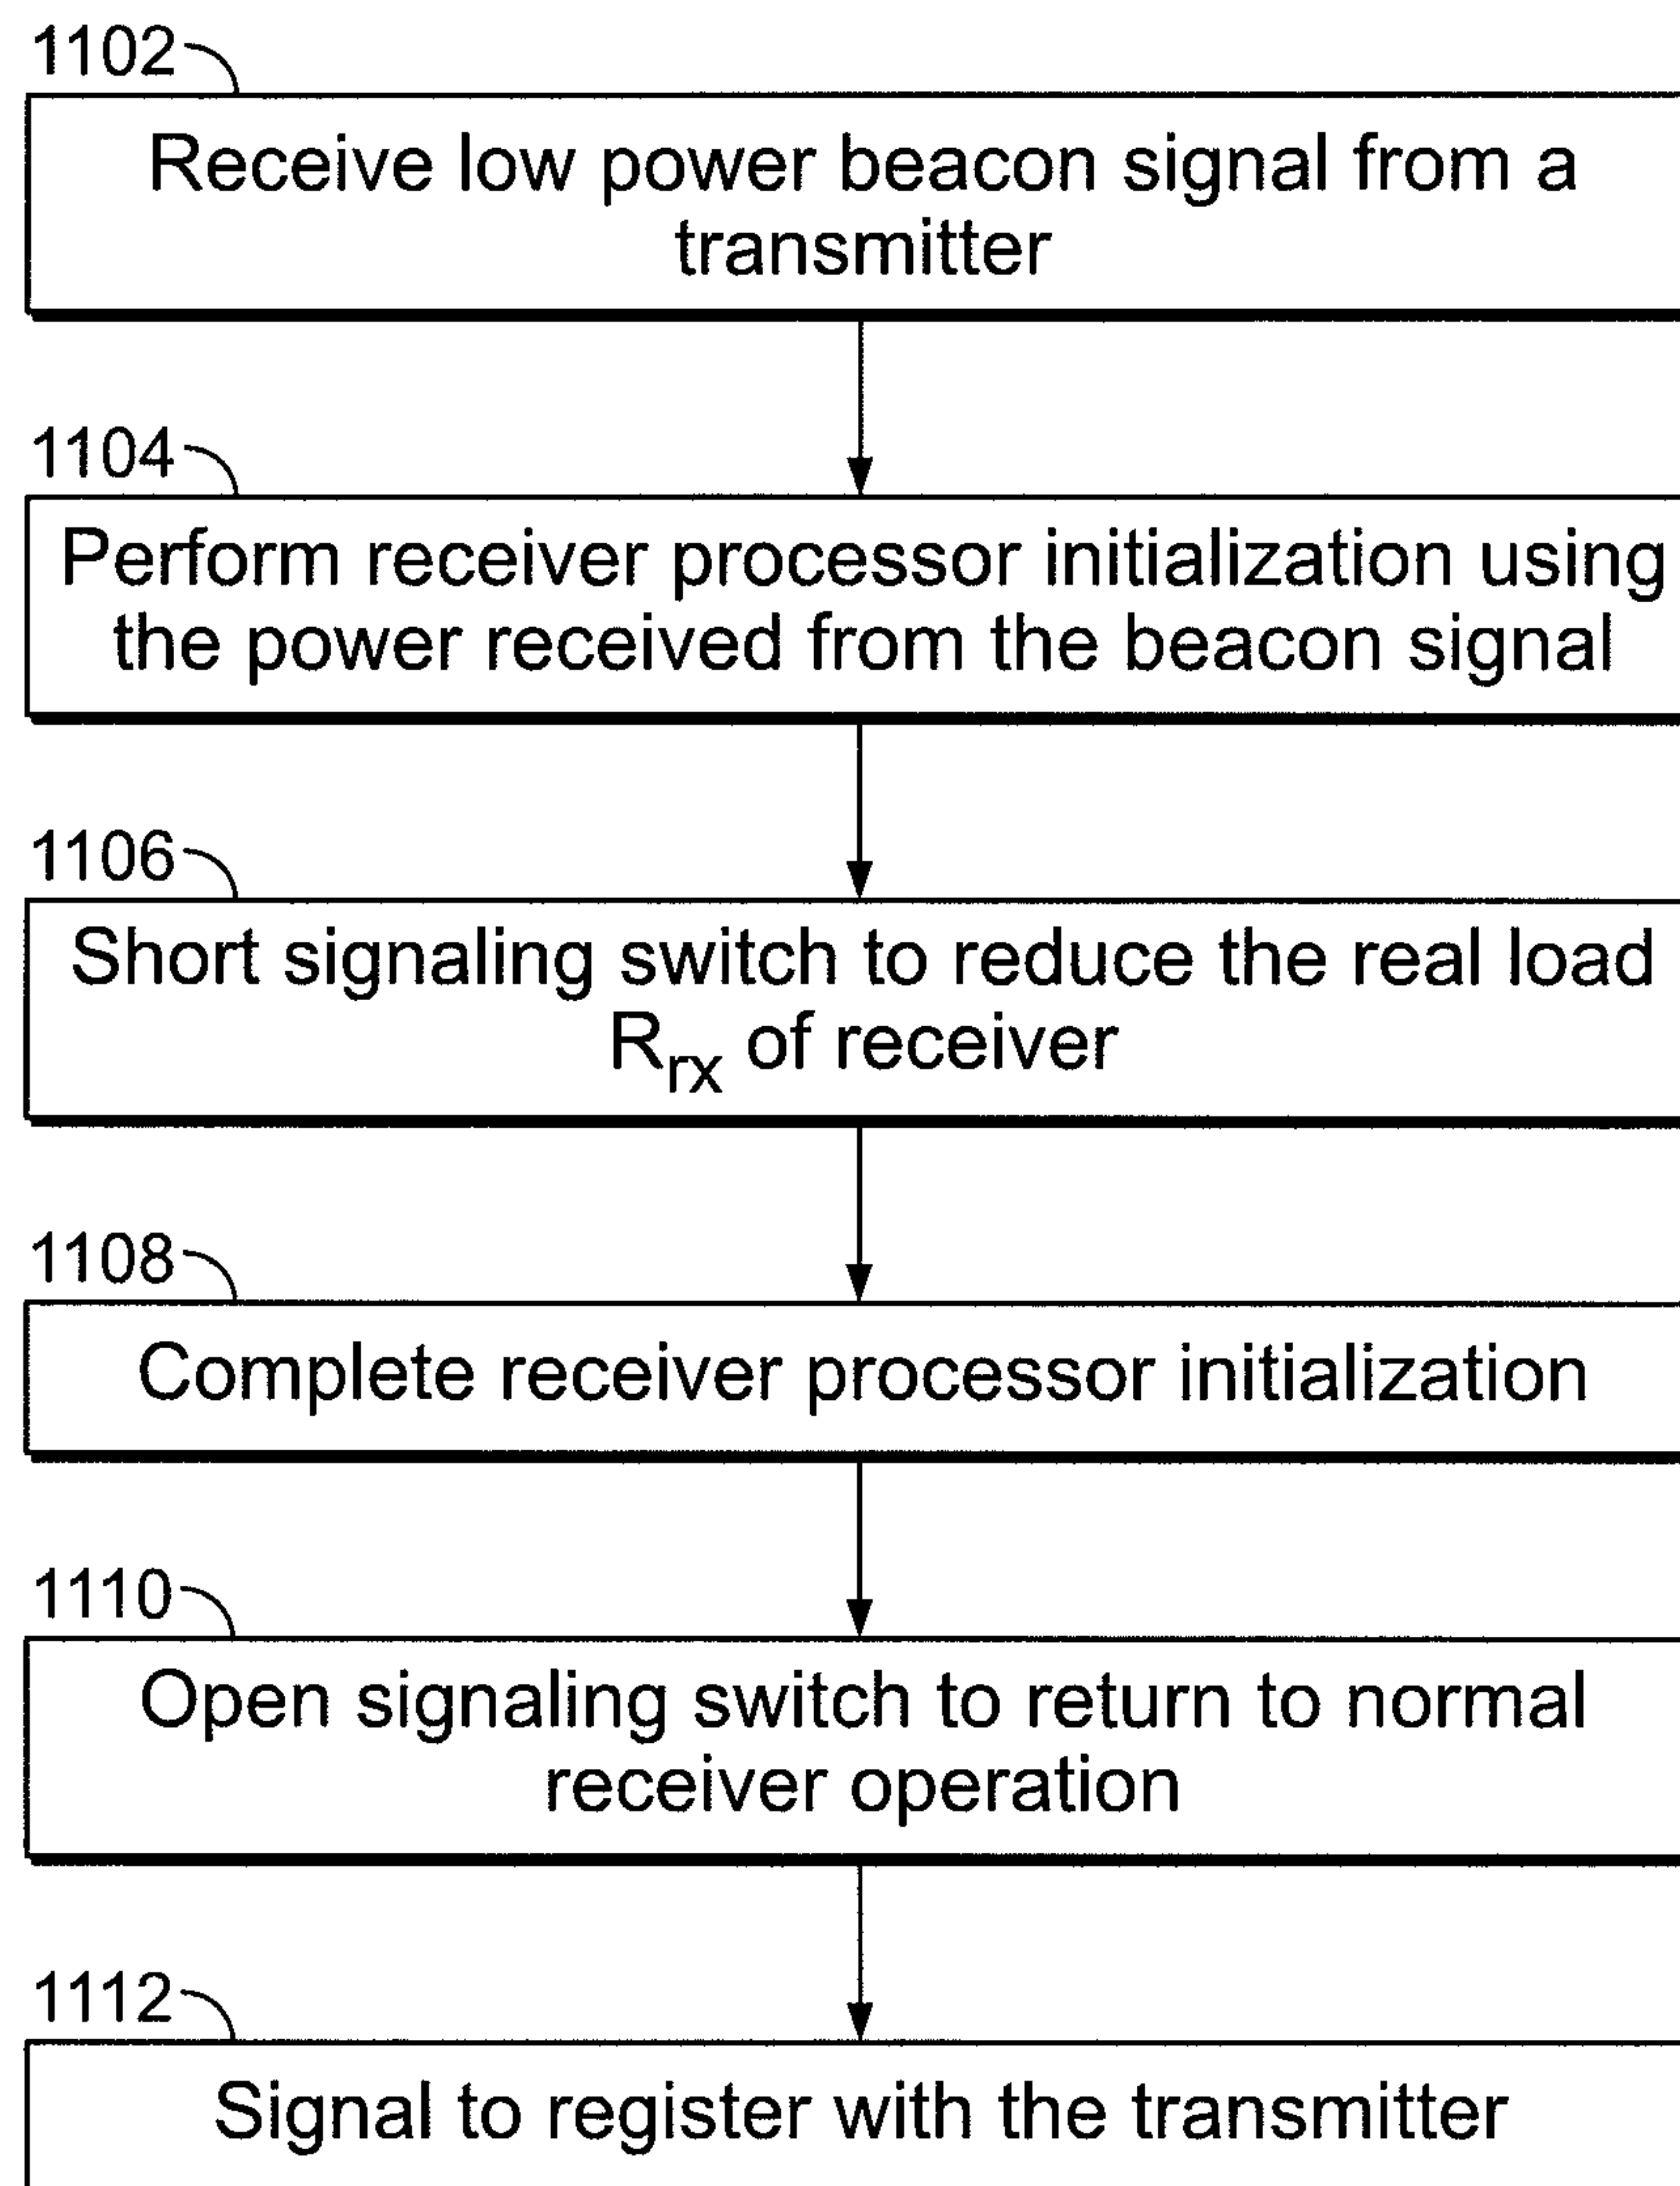 1102
Receive low power beacon signal from a
transmitter
1104
Perform receiver processor initialization using
the power received from the beacon signal
1106
Short signaling switch to reduce the real load
Rrx of receiver
1108
Complete receiver processor initialization
1110
Open signaling switch to return to normal
receiver operation
1112
Signal to register with the transmitter